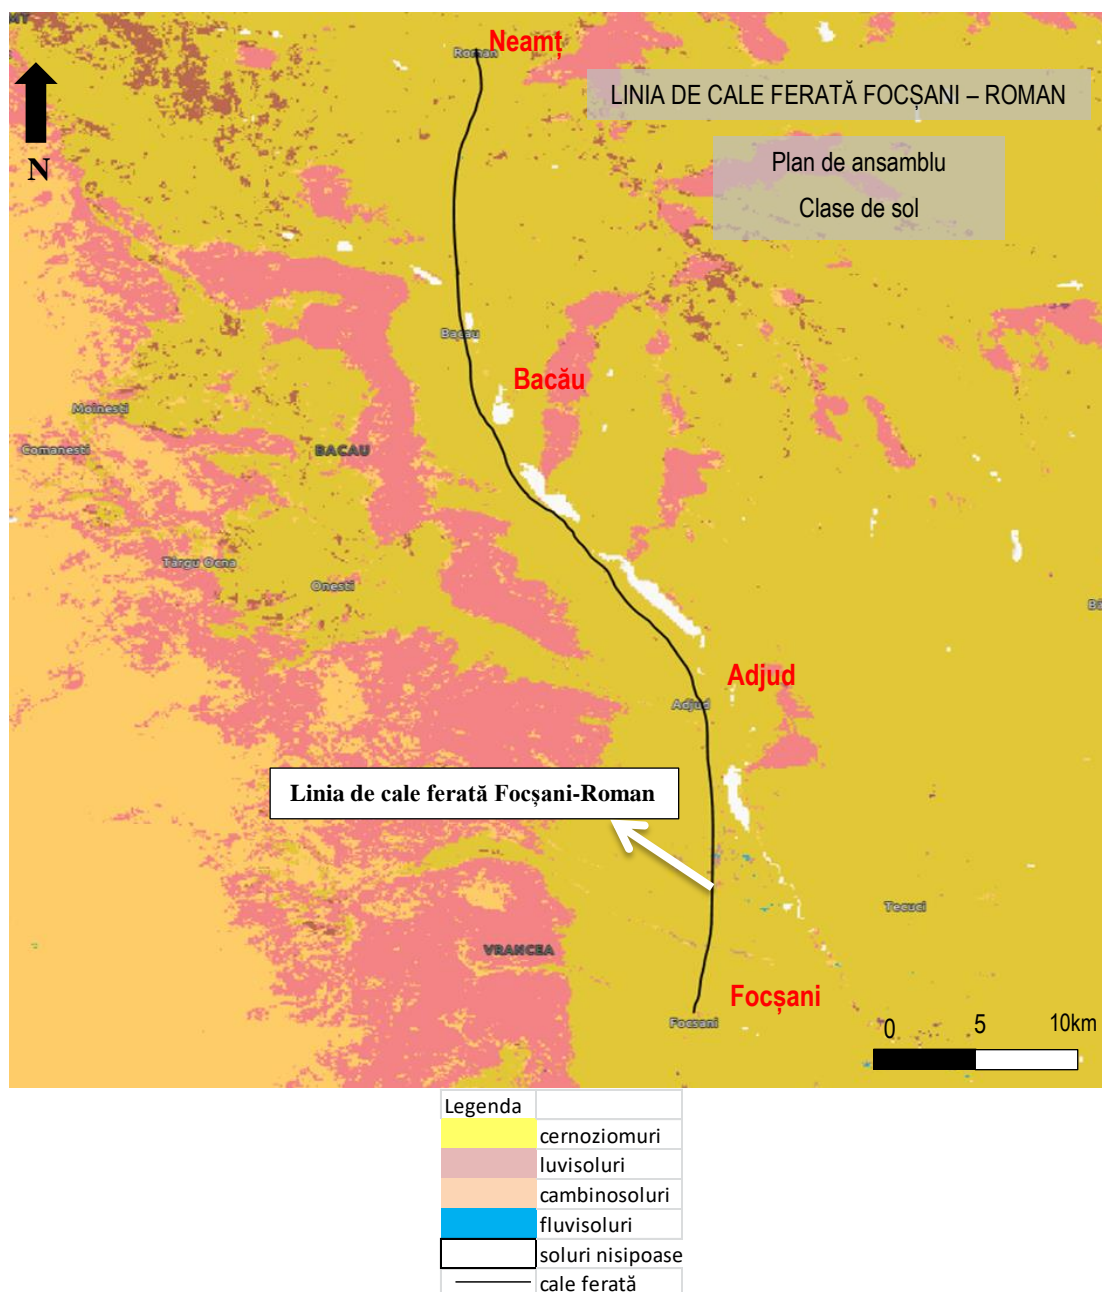 MT
Roman
Neamț
LINIA DE CALE FERATĂ FOCȘANI – ROMAN
N
Plan de ansamblu
Clase de sol
Bacau
Bacău
Moinesti
Comanesti
BACAU
Târgu Ocna
Onesti
Adjud
Adjud
Linia de cale ferată Focșani-Roman
Tecuci
VRANCEA
Focșani
Focsani
0 5 10km
Legenda
cernoziomuri
luvisoluri
cambinosoluri
fluvisoluri
soluri nisipoase
cale ferată